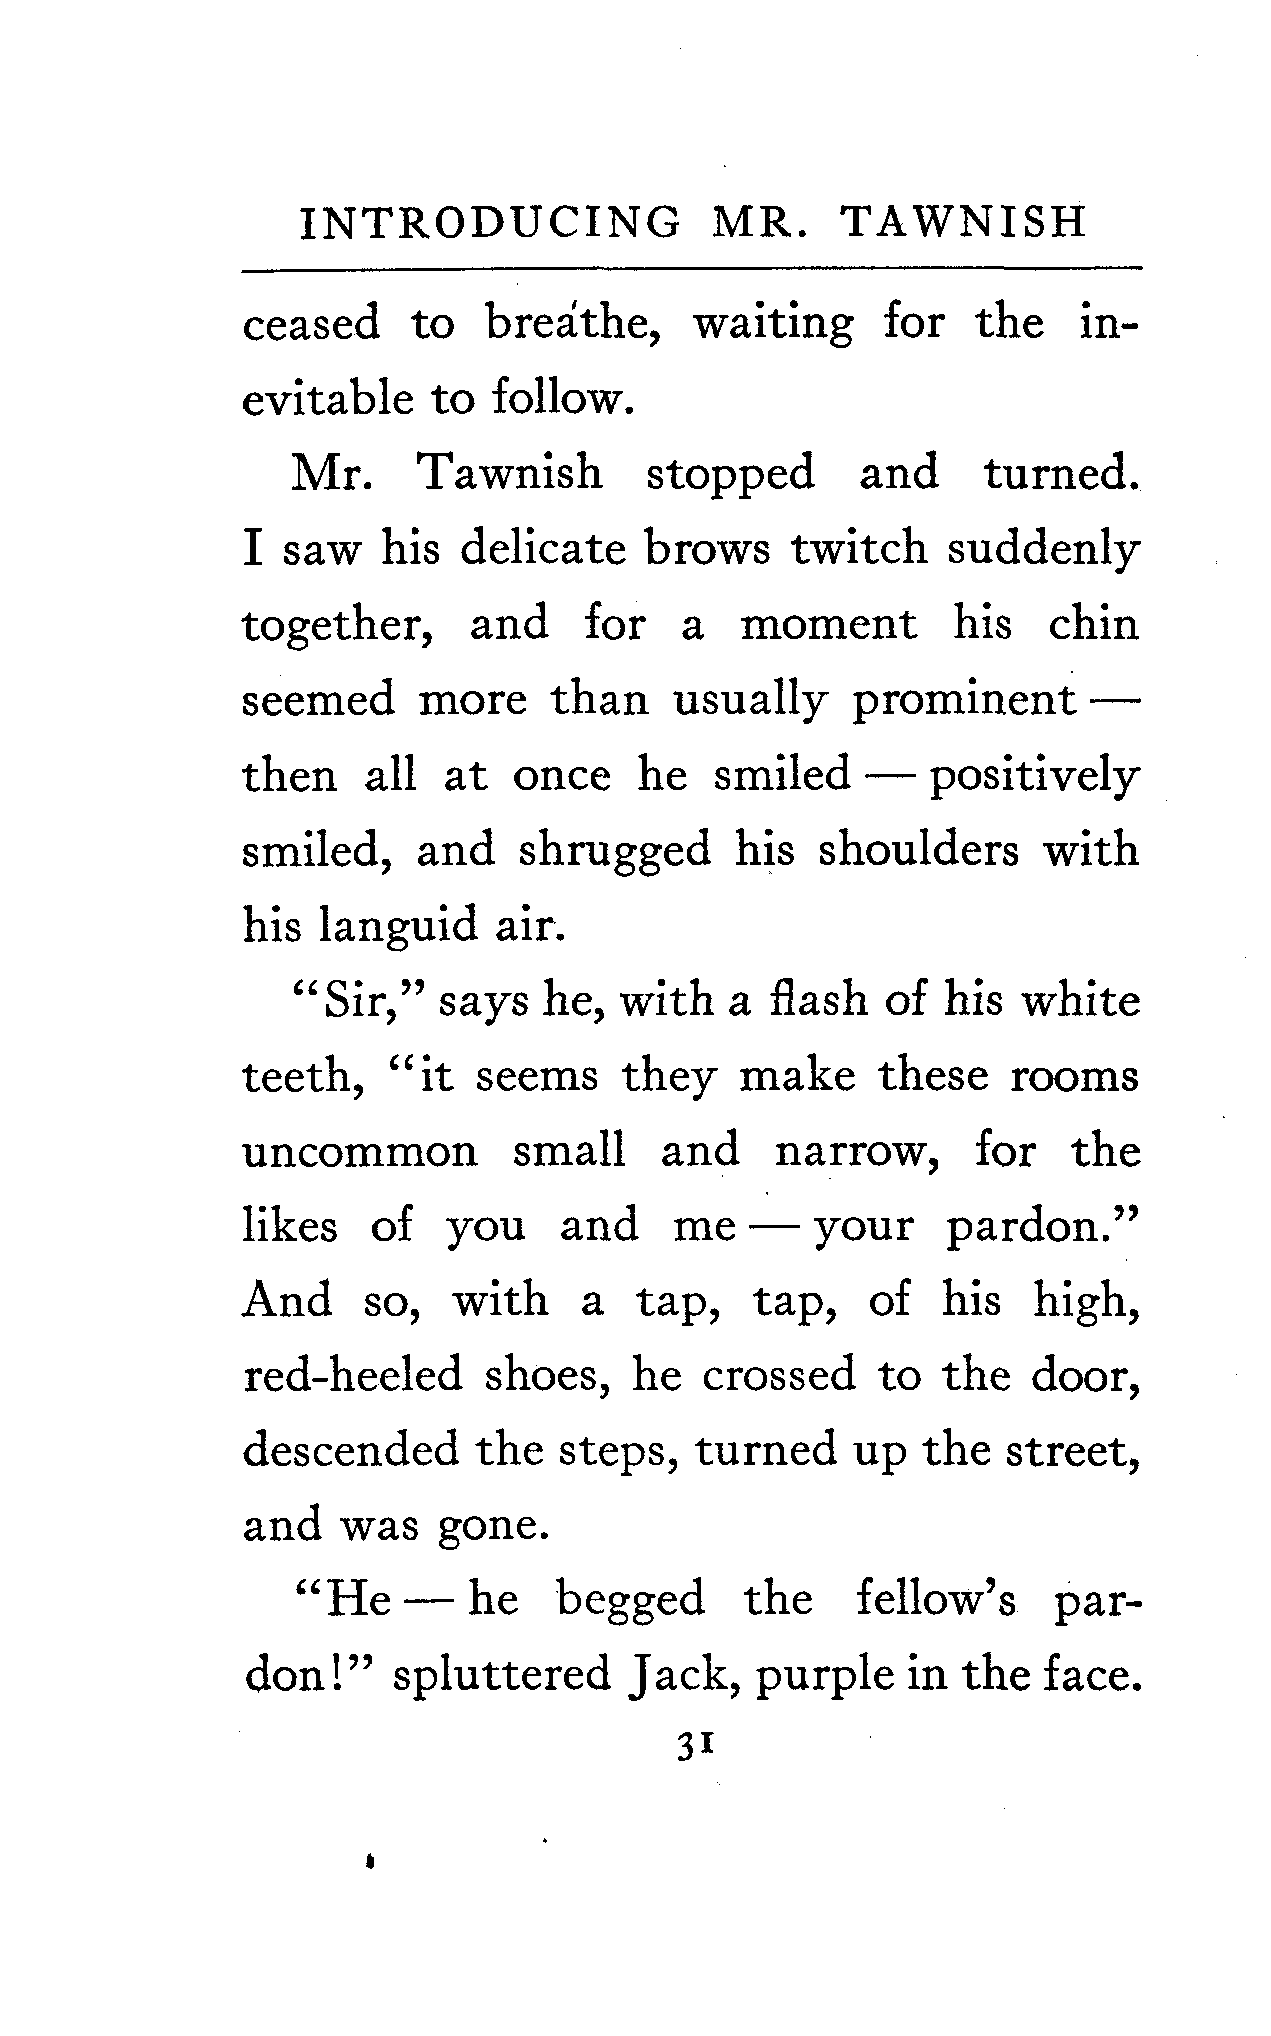 INTRODUCING MR. TAWNISH
ceased to breathe, waiting for the in-
evitable to follow.
Mr. Tawnish stopped and turned.
I saw his delicate brows twitch suddenly
together, and for a moment his chin
seemed more than usually prominent —
then all at once he smiled — positively
smiled, and shrugged his shoulders with
his languid air.
“Sir,” says he, with a flash of his white
teeth, “it seems they make these rooms
uncommon small and narrow, for the
likes of you and me — your pardon.”
And so, with a tap, tap, of his high,
red-heeled shoes, he crossed to the door,
descended the steps, turned up the street,
and was gone.
“He — he begged the fellow’s par-
don!” spluttered Jack, purple in the face.
31